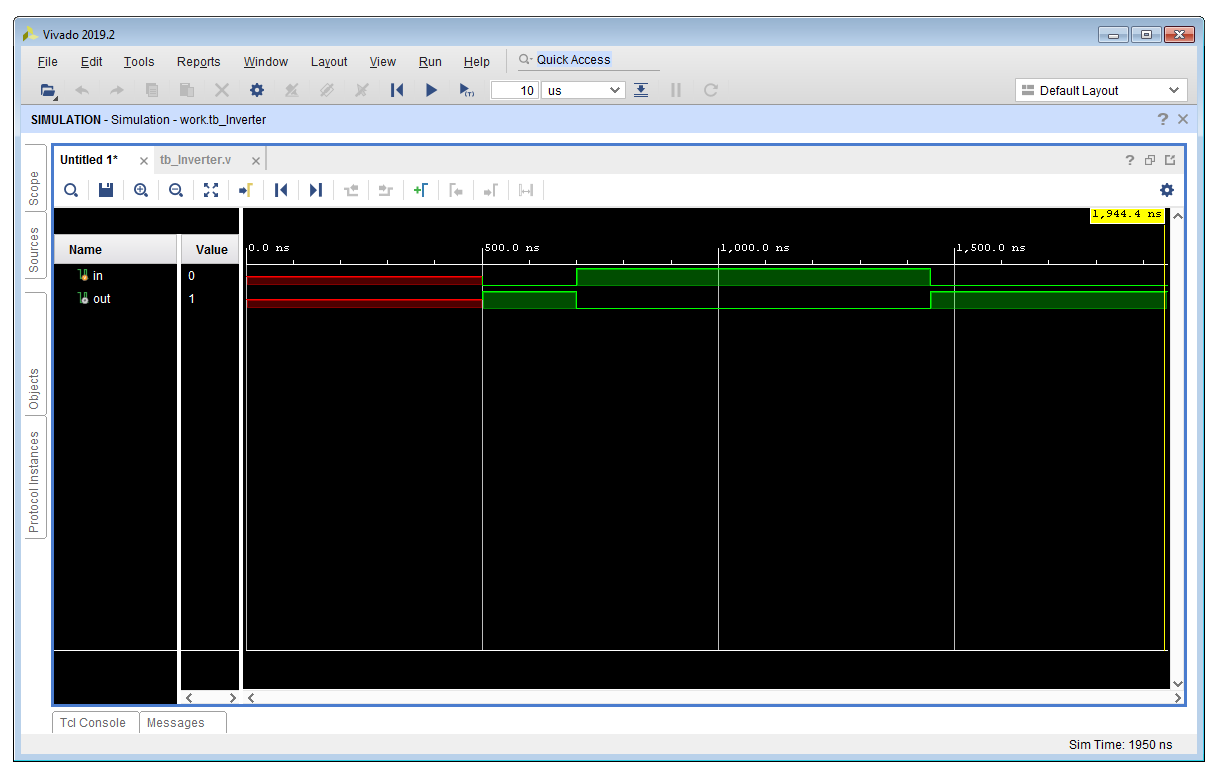 Vivado 2019.2
File Edit Tools Reports Window Layout View Run Help Quick Access
(T) 10 us Default Layout
SIMULATION - Simulation - work.tb_Inverter ?
Untitled 1* tb_Inverter.v ?
Scope
Sources
Objects
Protocol Instances
1,944.4 ns
Name Value 0.0 ns 500.0 ns 1,000.0 ns 1,500.0 ns
in 0
out 1
Tcl Console Messages
Sim Time: 1950 ns